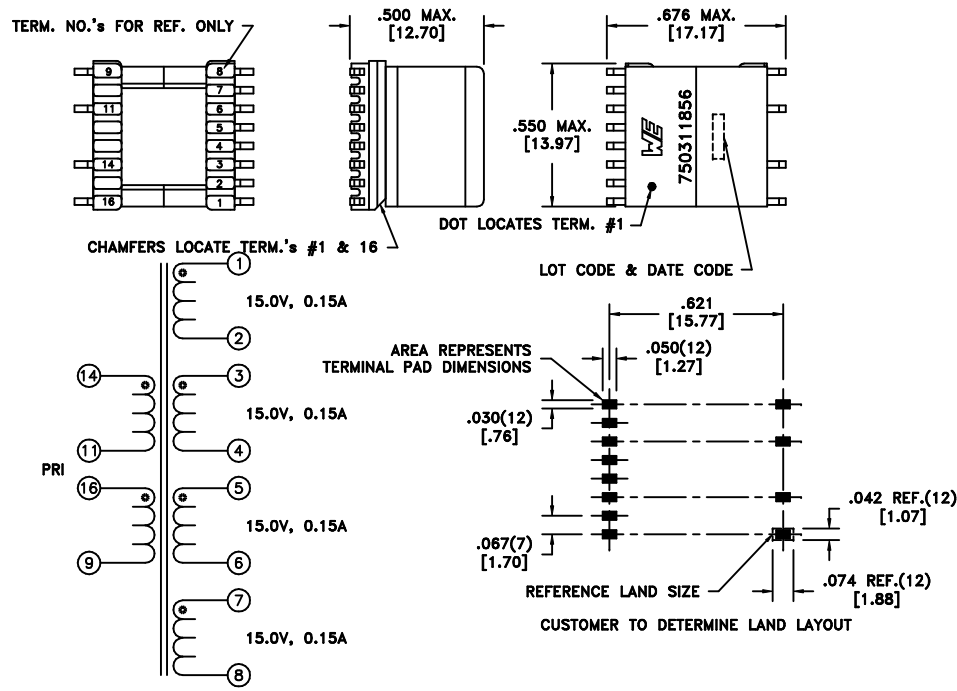 TERM. NO.'s FOR REF. ONLY
9
11
14
16
8
7
6
5
4
3
2
1
.500 MAX.
[12.70]
.676 MAX.
[17.17]
.550 MAX.
[13.97]
WE
750311856
DOT LOCATES TERM. #1
CHAMFERS LOCATE TERM.'s #1 & 16
LOT CODE & DATE CODE
1
15.0V, 0.15A
2
14
3
15.0V, 0.15A
11
4
PRI
16
5
15.0V, 0.15A
9
6
7
15.0V, 0.15A
8
.621
[15.77]
AREA REPRESENTS
TERMINAL PAD DIMENSIONS
.050(12)
[1.27]
.030(12)
[.76]
.042 REF.(12)
[1.07]
.067(7)
[1.70]
REFERENCE LAND SIZE
.074 REF.(12)
[1.88]
CUSTOMER TO DETERMINE LAND LAYOUT